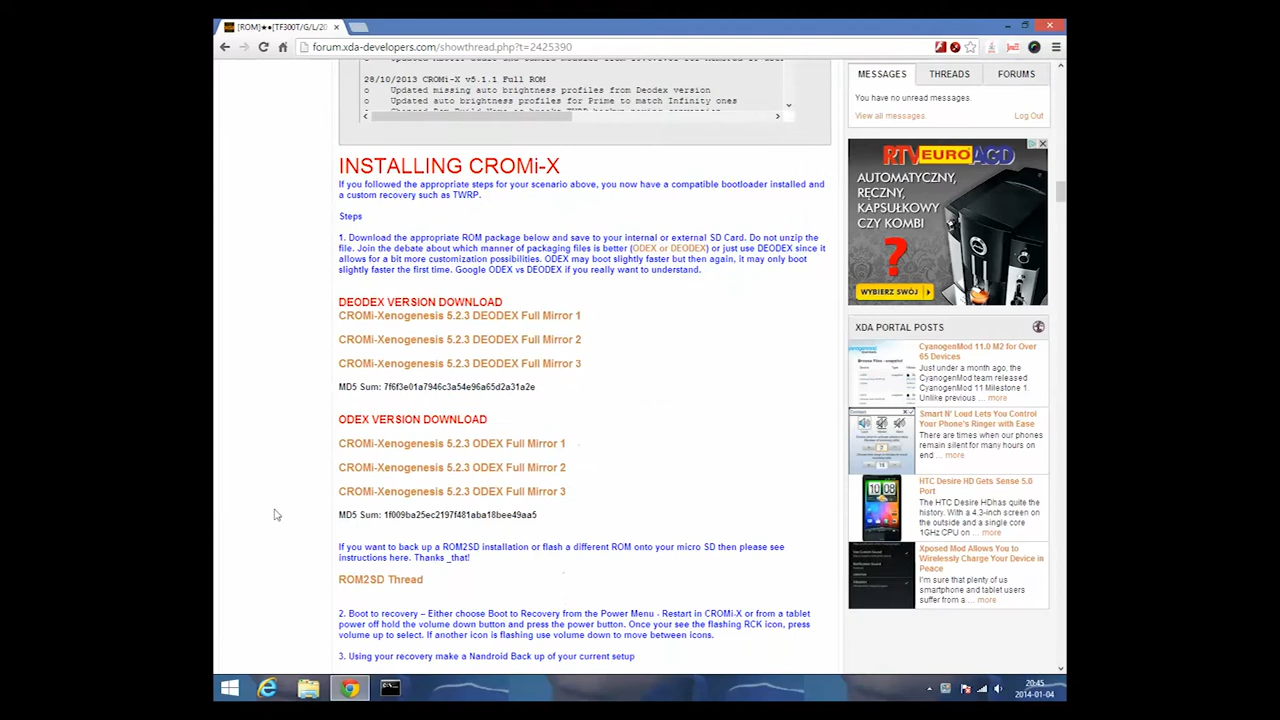 [ROM]★●[TF300T/G/L/20
forum.xda-developers.com/showthread.php?t=2425390
28/10/2013 CROMi-X v5.1.1 Full ROM
o Updated missing auto brightness profiles from Deodex version
o Updated auto brightness profiles for Prime to match Infinity ones
INSTALLING CROMi-X
If you followed the appropriate steps for your scenario above, you now have a compatible bootloader installed and
a custom recovery such as TWRP.
Steps
1. Download the appropriate ROM package below and save to your internal or external SD Card. Do not unzip the
file. Join the debate about which manner of packaging files is better (ODEX or DEODEX) or just use DEODEX since it
allows for a bit more customization possibilities. ODEX may boot slightly faster but then again, it may only boot
slightly faster the first time. Google ODEX vs DEODEX if you really want to understand.
DEODEX VERSION DOWNLOAD
CROMi-Xenogenesis 5.2.3 DEODEX Full Mirror 1
CROMi-Xenogenesis 5.2.3 DEODEX Full Mirror 2
CROMi-Xenogenesis 5.2.3 DEODEX Full Mirror 3
MD5 Sum: 7f6f3e01a7946c3a54e96a65d2a31a2e
ODEX VERSION DOWNLOAD
CROMi-Xenogenesis 5.2.3 ODEX Full Mirror 1
CROMi-Xenogenesis 5.2.3 ODEX Full Mirror 2
CROMi-Xenogenesis 5.2.3 ODEX Full Mirror 3
MD5 Sum: 1f009ba25ec2197f481aba18bee49aa5
If you want to back up a ROM2SD installation or flash a different ROM onto your micro SD then please see
instructions here. Thanks _that!
ROM2SD Thread
2. Boot to recovery – Either choose Boot to Recovery from the Power Menu - Restart in CROMi-X or from a tablet
power off hold the volume down button and press the power button. Once your see the flashing RCK icon, press
volume up to select. If another icon is flashing use volume down to move between icons.
3. Using your recovery make a Nandroid Back up of your current setup
MESSAGES THREADS FORUMS
You have no unread messages.
View all messages. Log Out
RTV EURO AGD
AUTOMATYCZNY,
RĘCZNY,
KAPSUŁKOWY
CZY KOMBI
?
WYBIERZ SWÓJ
XDA PORTAL POSTS
CyanogenMod 11.0 M2 for Over
65 Devices
Just under a month ago, the
CyanogenMod team released
CyanogenMod 11 Milestone 1.
Unlike previous ... more
Smart N' Loud Lets You Control
Your Phone's Ringer with Ease
There are times when our phones
remain silent for many hours on
end ... more
HTC Desire HD Gets Sense 5.0
Port
The HTC Desire HDhas quite the
history. With a 4.3-inch screen on
the outside and a single core
1GHz CPU on ... more
Xposed Mod Allows You to
Wirelessly Charge Your Device in
Peace
I'm sure that plenty of us
smartphone and tablet users
suffer from a... more
20:45
2014-01-04